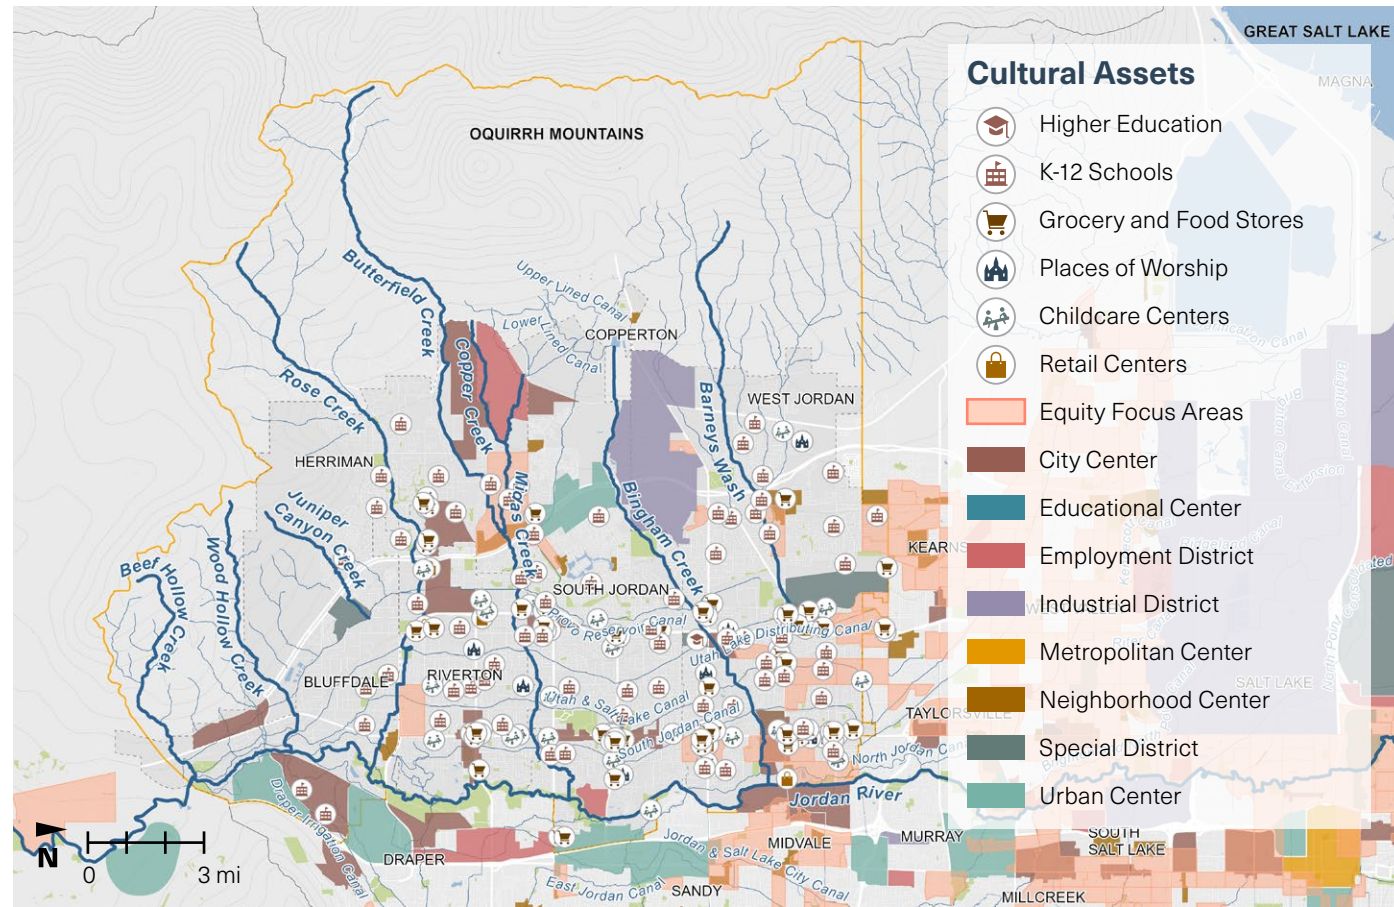 GREAT SALT LAKE
MAGNA
Cultural Assets
Higher Education
K-12 Schools
Grocery and Food Stores
Places of Worship
Childcare Centers
Retail Centers
Equity Focus Areas
City Center
Educational Center
Employment District
Industrial District
Metropolitan Center
Neighborhood Center
Special District
Urban Center
OQUIRRH MOUNTAINS
Butterfield Creek
Upper Lined Canal
Lower Lined Canal
COPPERTON
Copper Creek
Rose Creek
Barneys Wash
WEST JORDAN
HERRIMAN
Juniper
Canyon Creek
Midas Creek
Bingham Creek
KEARNS
Beef Hollow Creek
Wood Hollow Creek
SOUTH JORDAN
Provo Reservoir Canal
Utah Lake Distributing Canal
BLUFFDALE
RIVERTON
Utah & Salt Lake Canal
South Jordan Canal
North Jordan Canal
TAYLORSVILLE
SALT LAKE
Ridgeland Canal
Brighton Canal
North Point
Jordan River
Draper Irrigation Canal
DRAPER
Jordan & Salt Lake City Canal
East Jordan Canal
SANDY
MIDVALE
MURRAY
SOUTH
SALT LAKE
MILLCREEK
N
0
3 mi